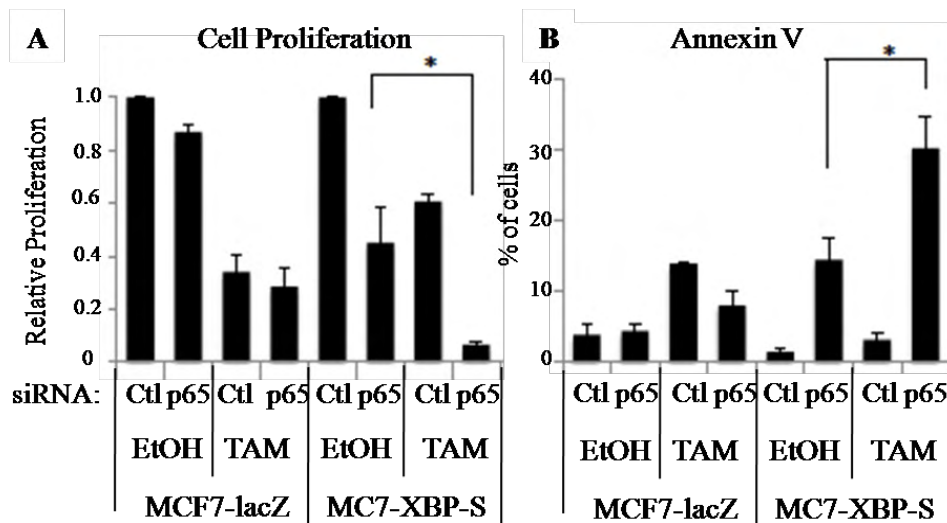 A Cell Proliferation
*
1.0
0.8
0.6
0.4
0.2
0
Relative Proliferation
siRNA: Ctl p65 Ctl p65 Ctl p65 Ctl p65
EtOH TAM EtOH TAM
MCF7-lacZ MC7-XBP-S
B Annexin V
*
40
30
20
10
0
% of cells
Ctl p65 Ctl p65 Ctl p65 Ctl p65
EtOH TAM EtOH TAM
MCF7-lacZ MC7-XBP-S